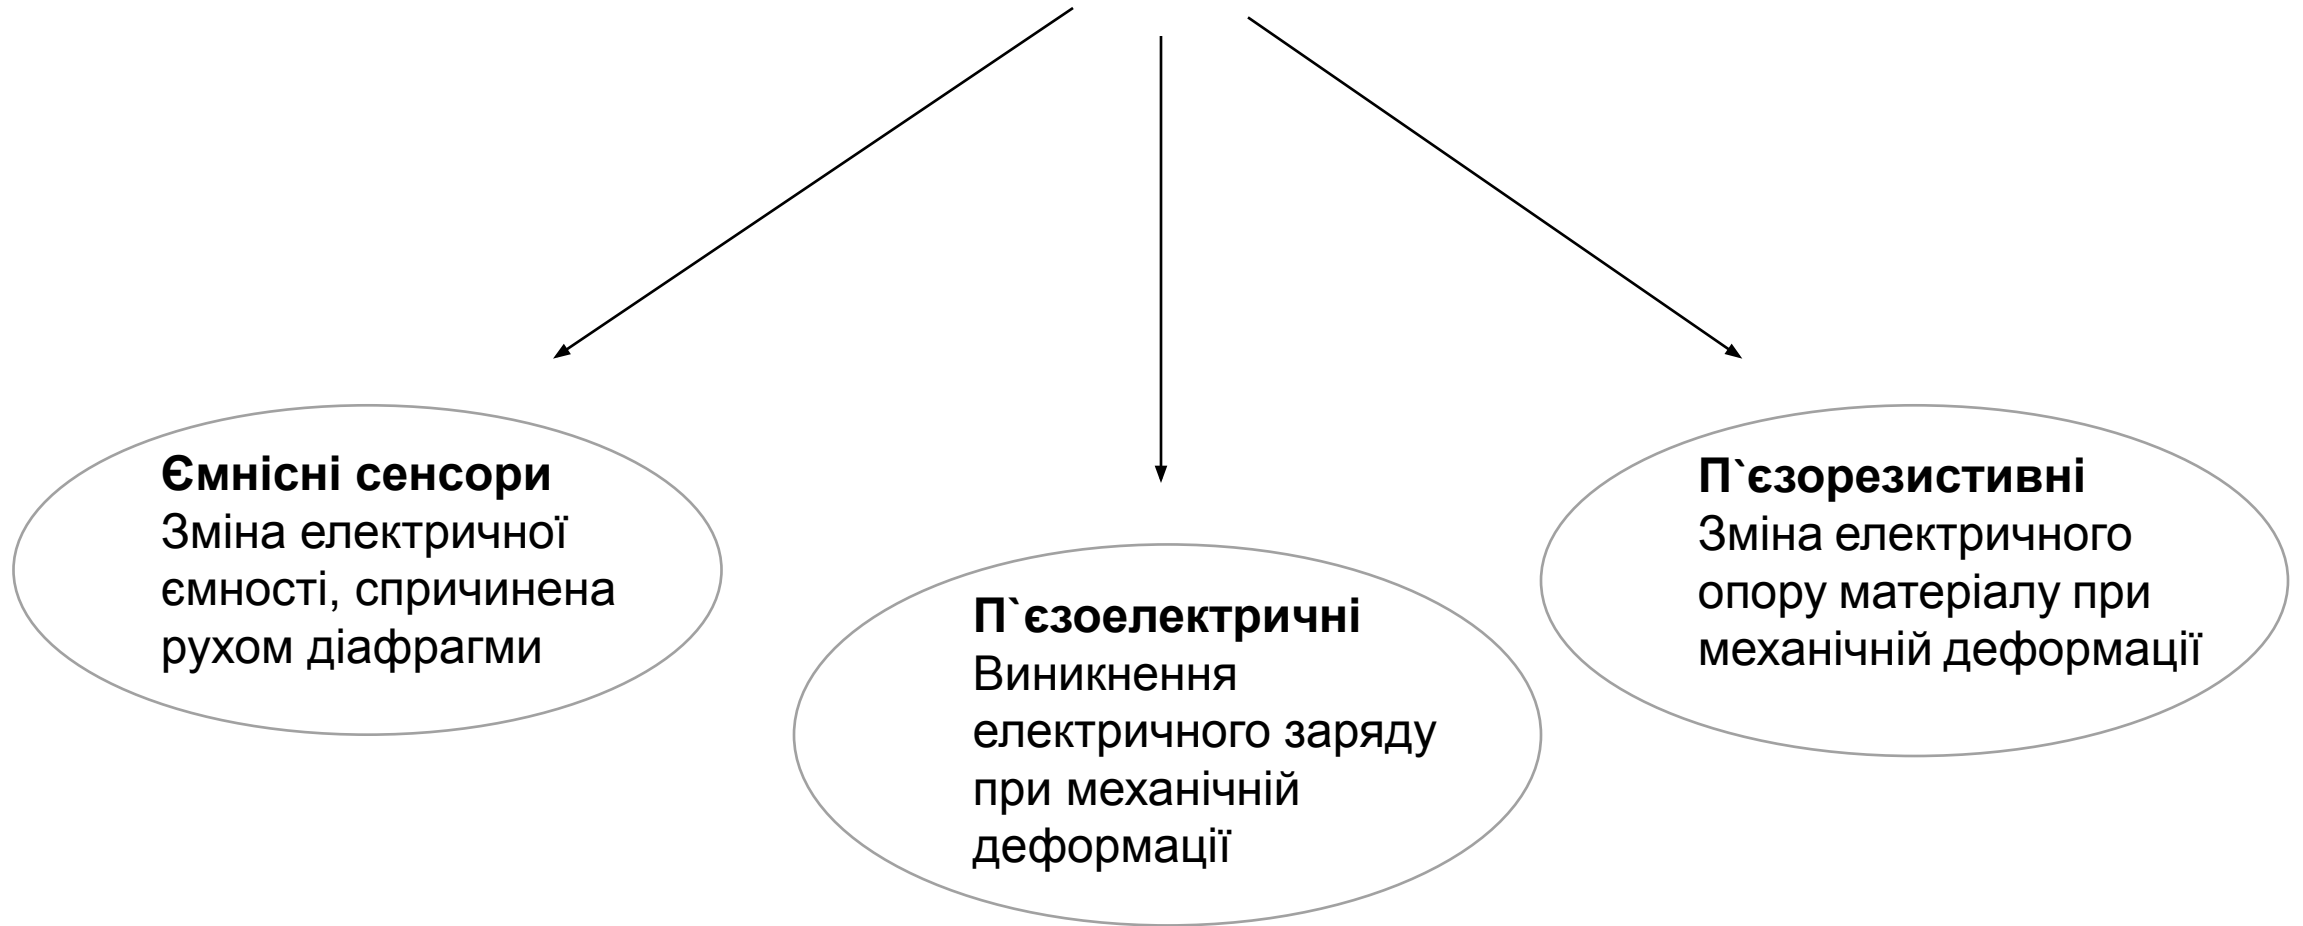 Ємнісні сенсори
Зміна електричної
ємності, спричинена
рухом діафрагми
П`єзоелектричні
Виникнення
електричного заряду
при механічній
деформації
П`єзорезистивні
Зміна електричного
опору матеріалу при
механічній деформації